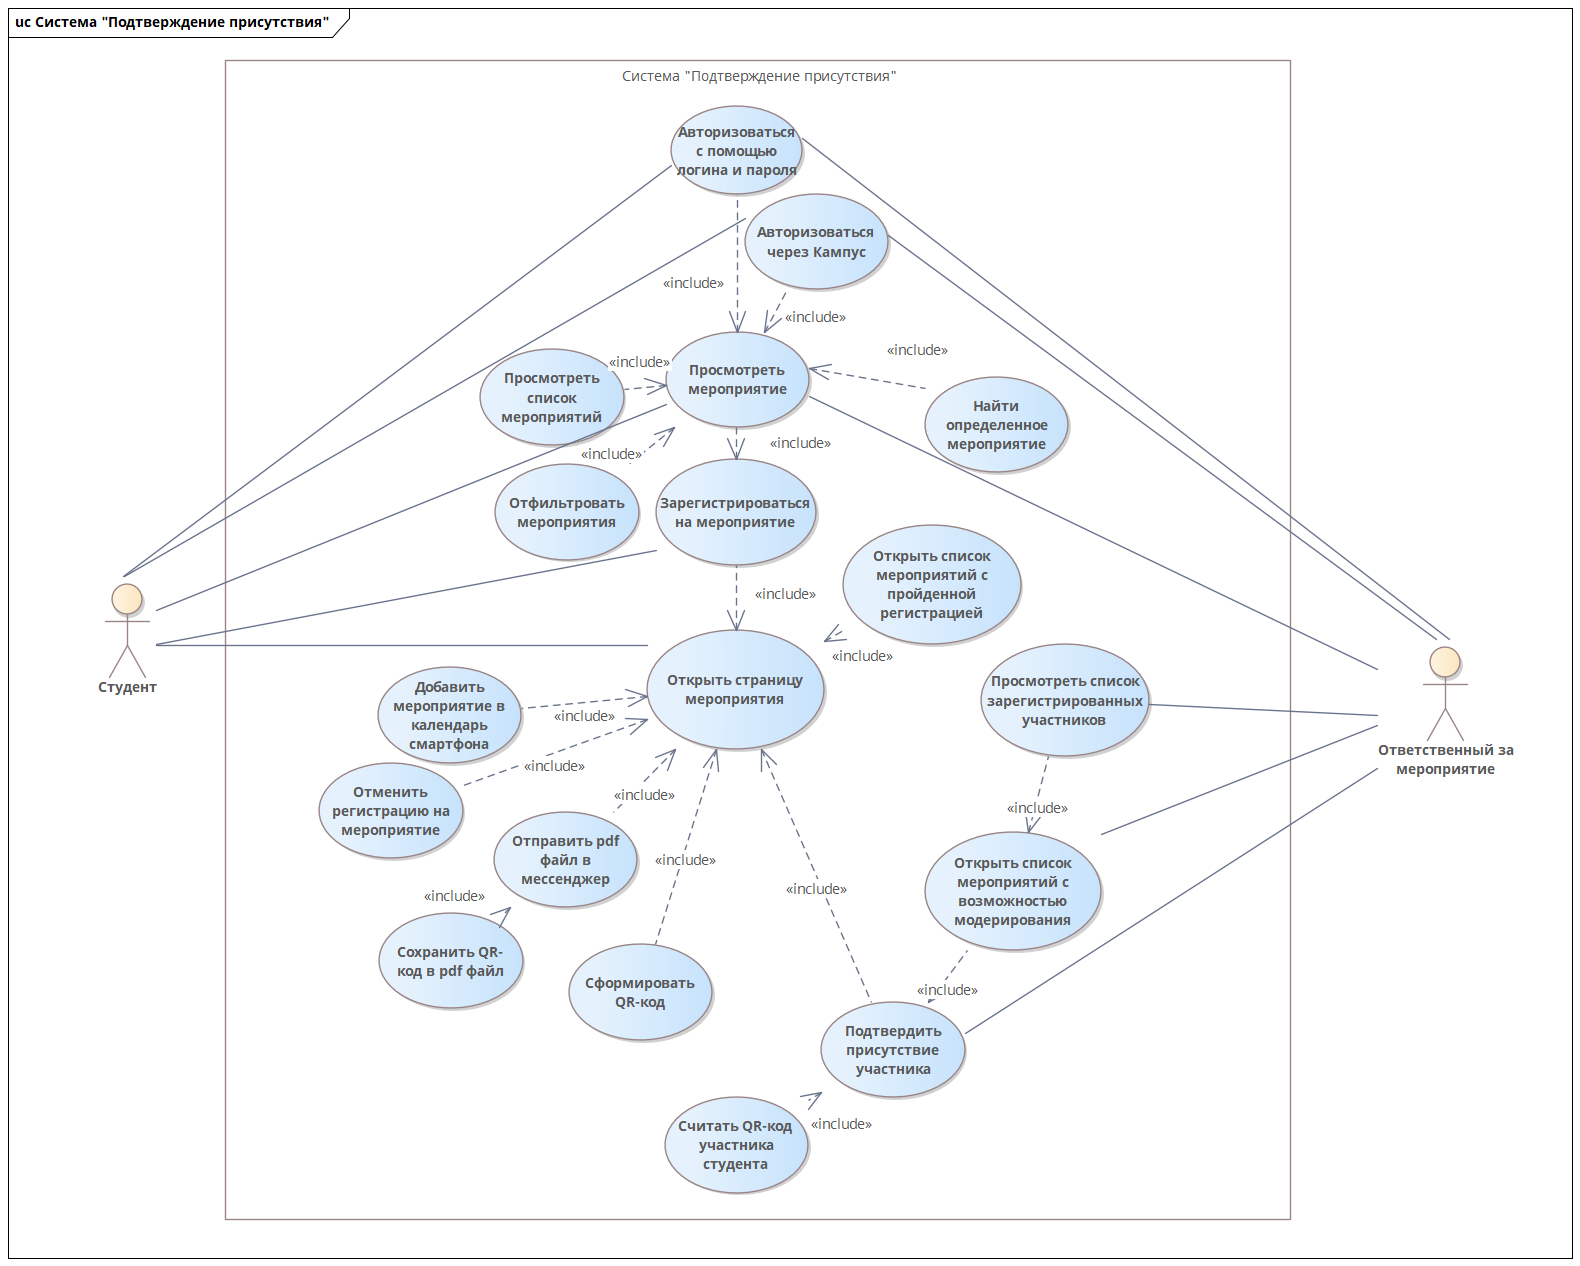 uc Система "Подтверждение присутствия"
Система "Подтверждение присутствия"
Авторизоваться
с помощью
логина и пароля
Авторизоваться
через Кампус
«include»
«include»
«include»
«include»
Просмотреть
список
мероприятий
Просмотреть
мероприятие
Найти
определенное
мероприятие
«include»
«include»
Отфильтровать
мероприятия
Зарегистрироваться
на мероприятие
Открыть список
мероприятий с
пройденной
регистрацией
«include»
«include»
Студент
Открыть страницу
мероприятия
Просмотреть список
зарегистрированных
участников
Добавить
мероприятие в
календарь
смартфона
«include»
Ответственный за
мероприятие
«include»
Отменить
регистрацию на
мероприятие
«include»
«include»
Отправить pdf
файл в
мессенджер
«include»
«include»
Открыть список
мероприятий с
возможностью
модерирования
«include»
Сохранить QR-
код в pdf файл
Сформировать
QR-код
«include»
Подтвердить
присутствие
участника
«include»
Считать QR-код
участника
студента